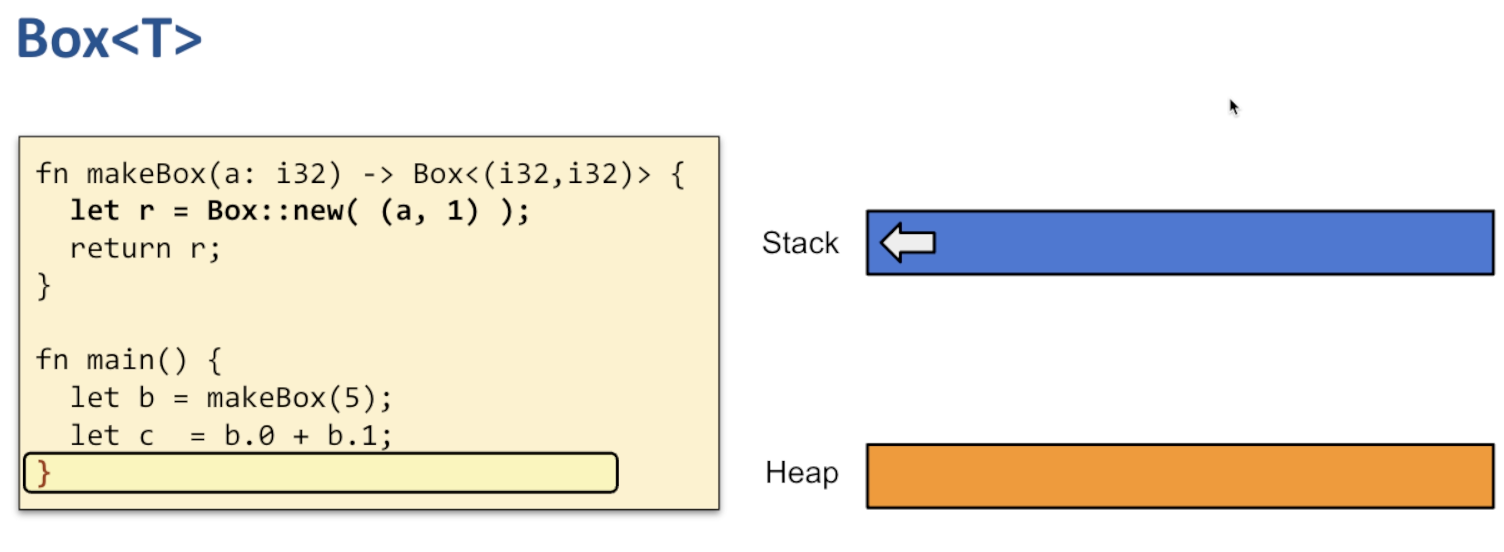 Box<T>
fn makeBox(a: i32) -> Box<(i32,i32)> {
  let r = Box::new( (a, 1) );
  return r;
}
fn main() {
  let b = makeBox(5);
  let c  = b.0 + b.1;
}
Stack
Heap